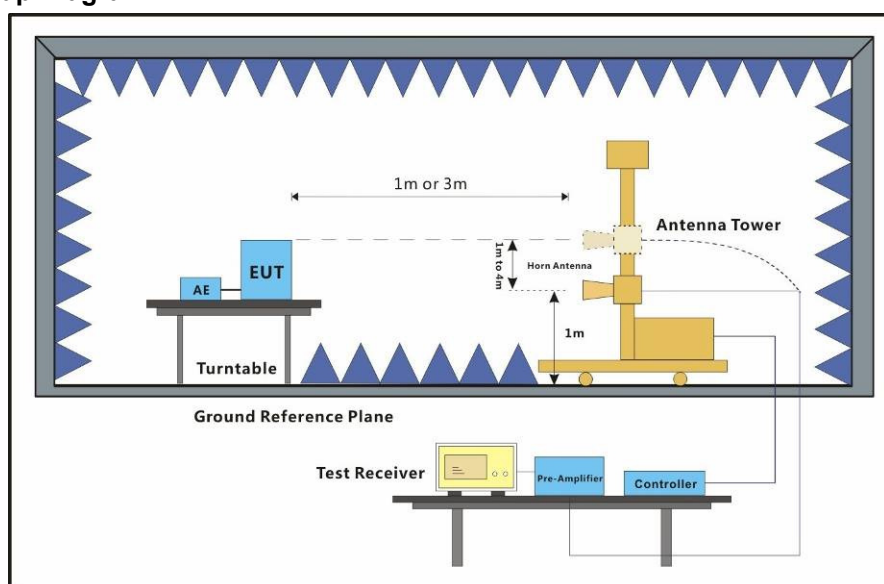 1m or 3m
Antenna Tower
1m to 4m
Horn Antenna
EUT
AE
1m
Turntable
Ground Reference Plane
Test Receiver
Pre-Amplifier
Controller